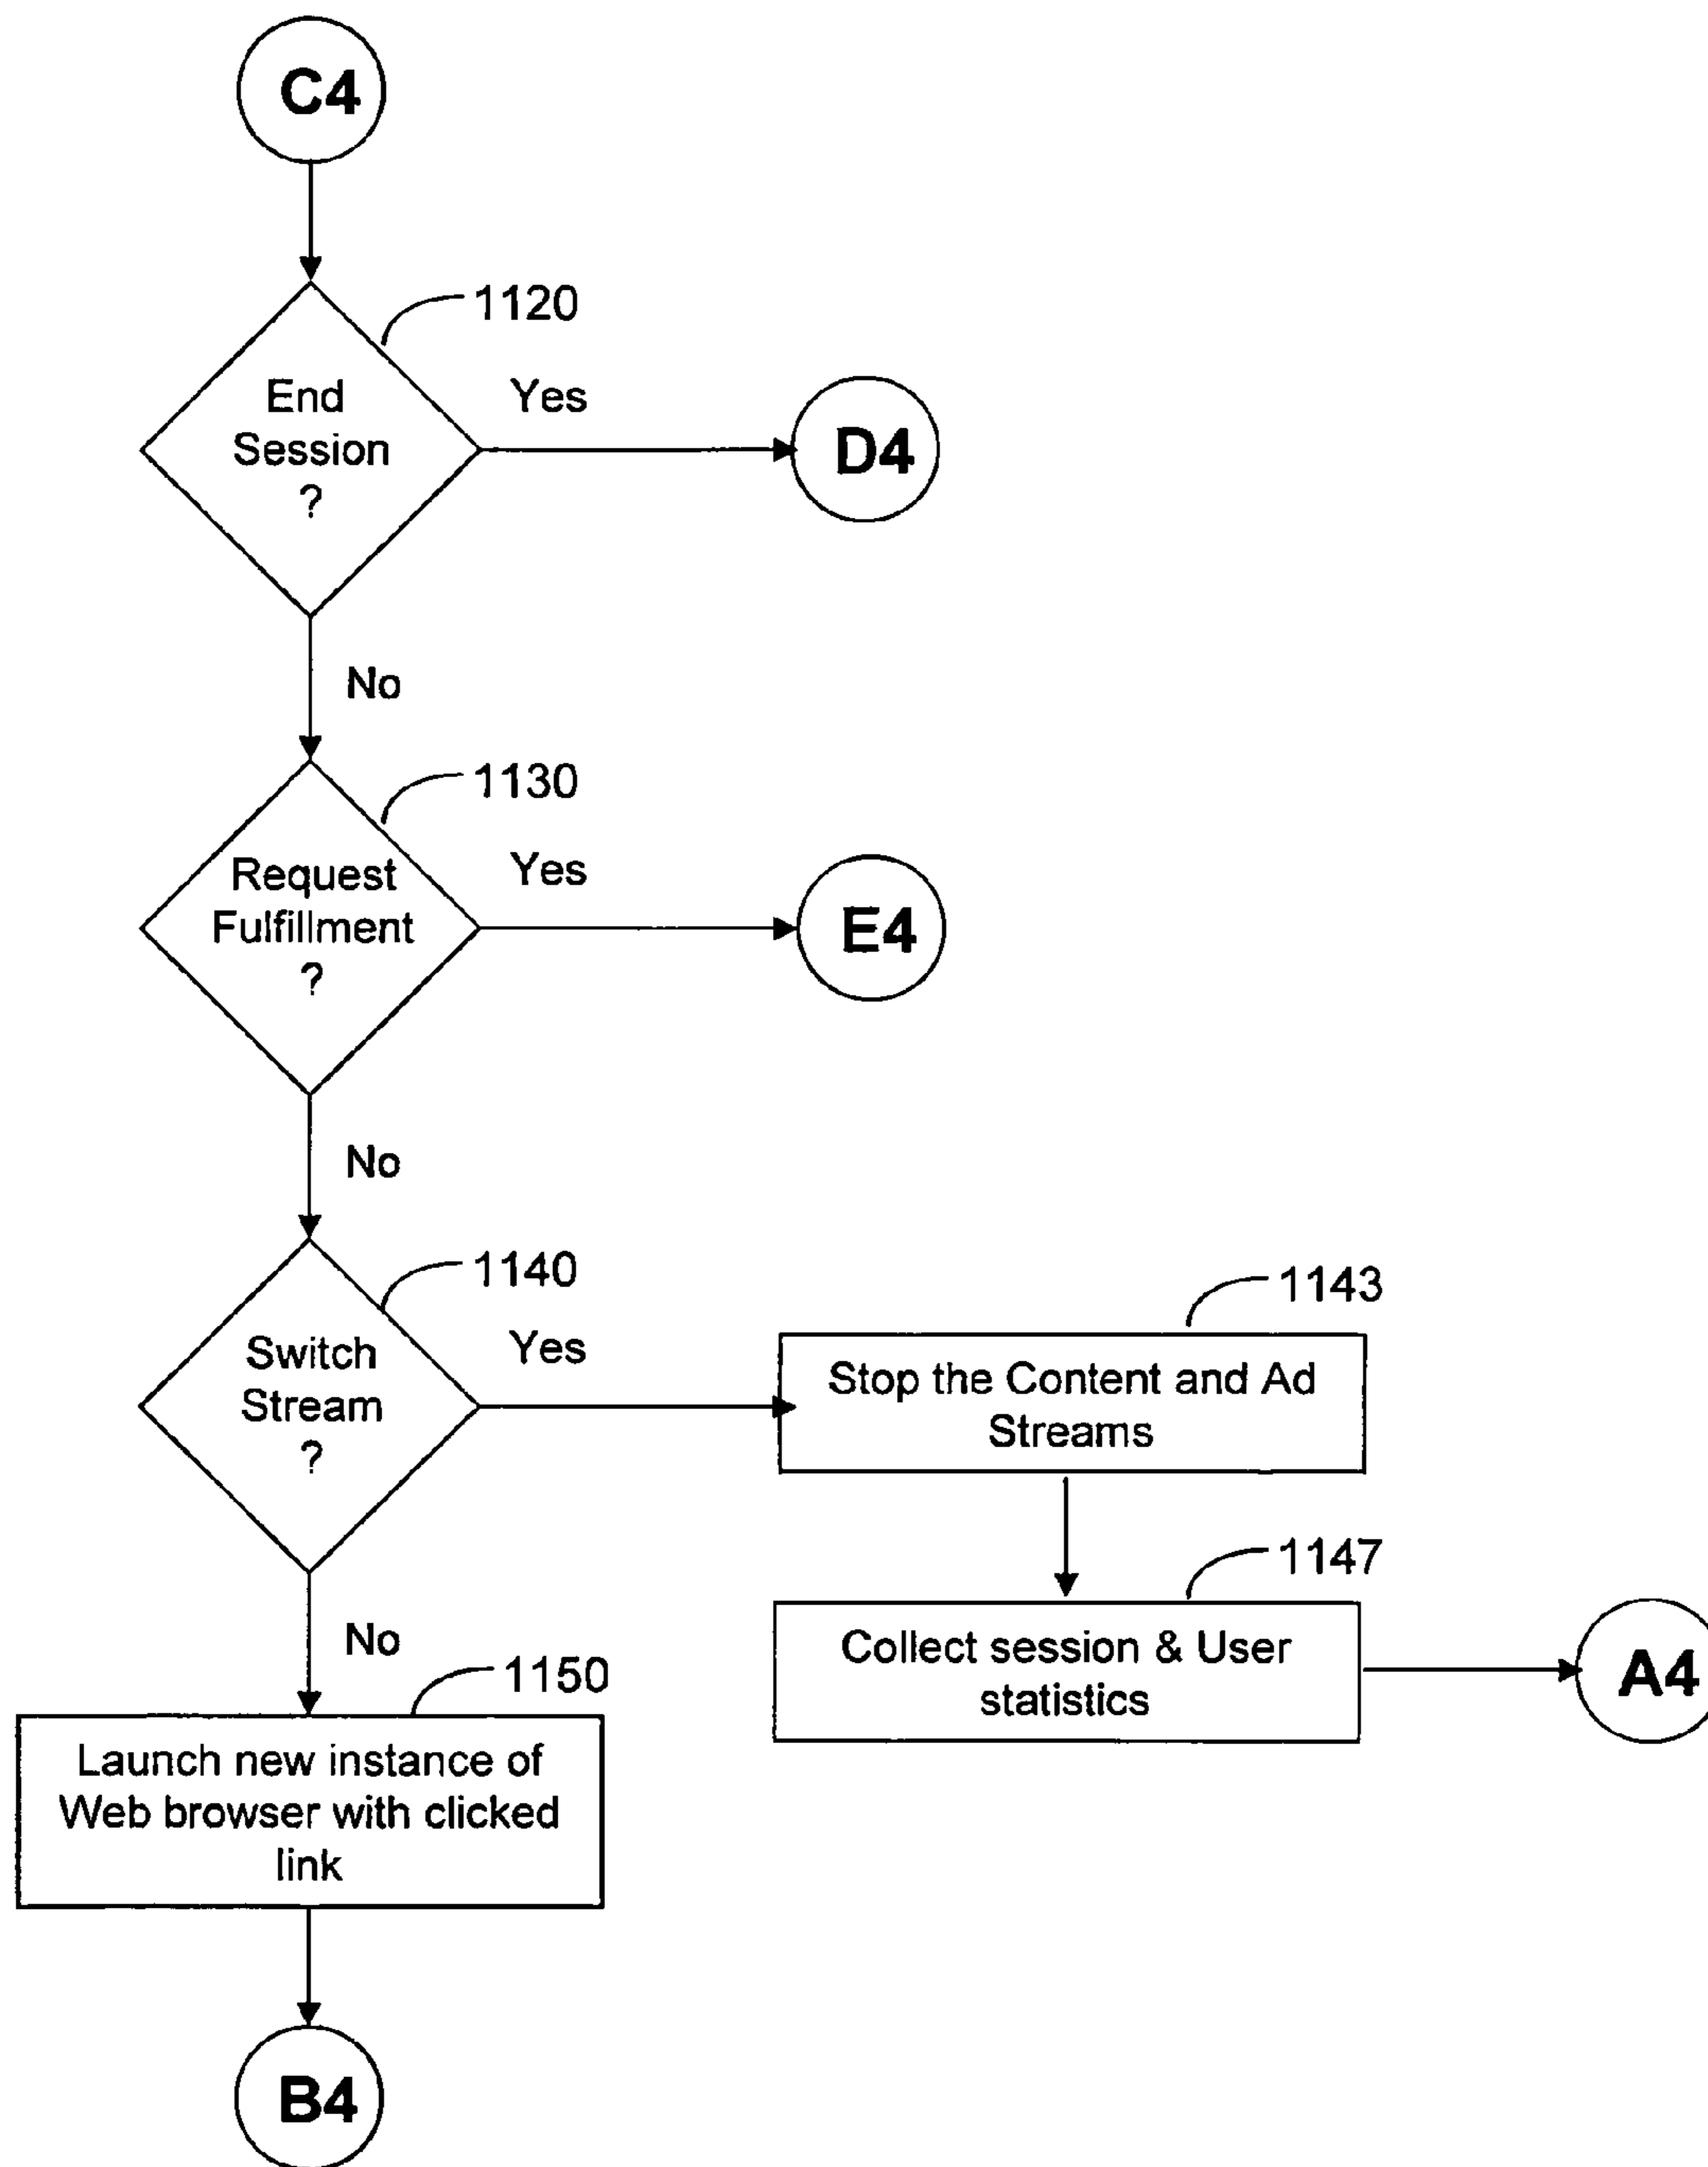 C4
1120
End
Session
?
Yes
D4
No
1130
Request
Fulfillment
?
Yes
E4
No
1140
Switch
Stream
?
Yes
1143
Stop the Content and Ad
Streams
1147
Collect session & User
statistics
A4
No
1150
Launch new instance of
Web browser with clicked
link
B4